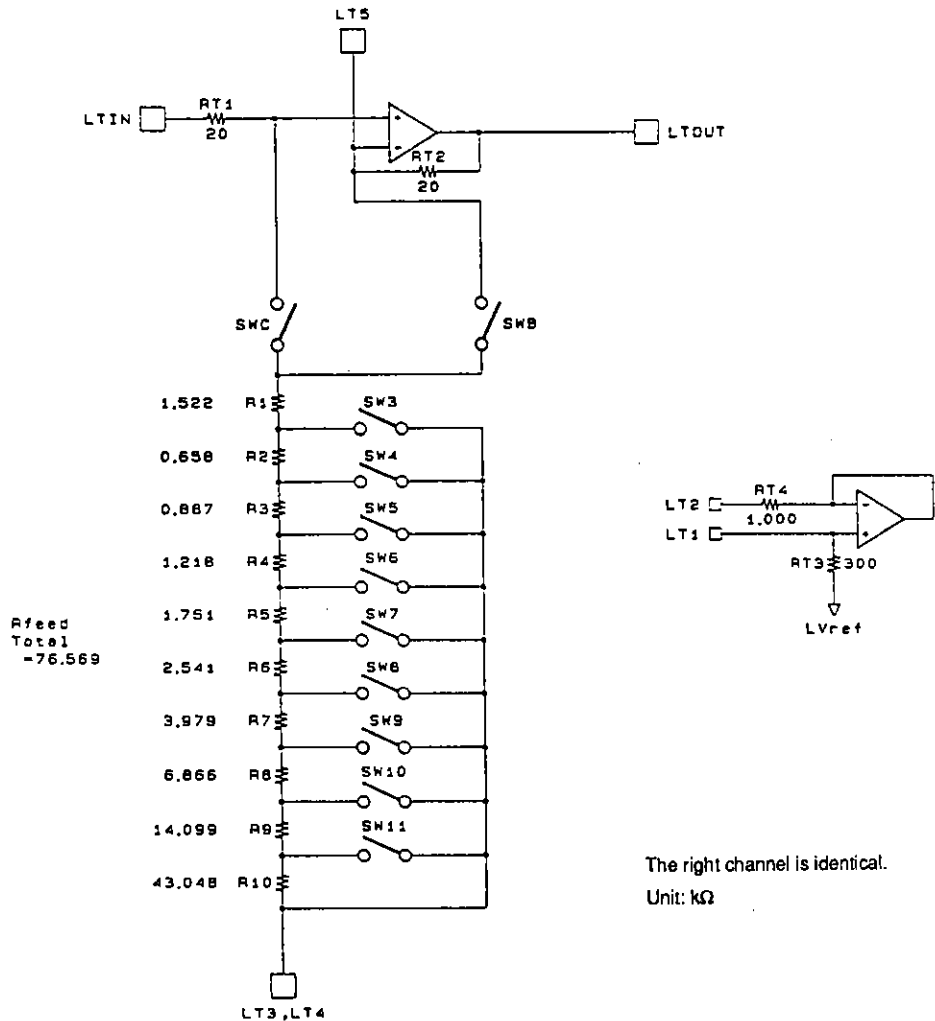 LT5
LTIN
RT1
20
LTOUT
RT2
20
SWC
SWB
1.522 R1 SW3
0.658 R2 SW4
0.887 R3 SW5
1.218 R4 SW6
1.751 R5 SW7
2.541 R6 SW8
3.979 R7 SW9
6.866 R8 SW10
14.099 R9 SW11
43.048 R10
Rfeed
Total
=76.569
LT3,LT4
LT2 RT4
1.000
LT1
RT3 300
LVref
The right channel is identical.
Unit: kΩ